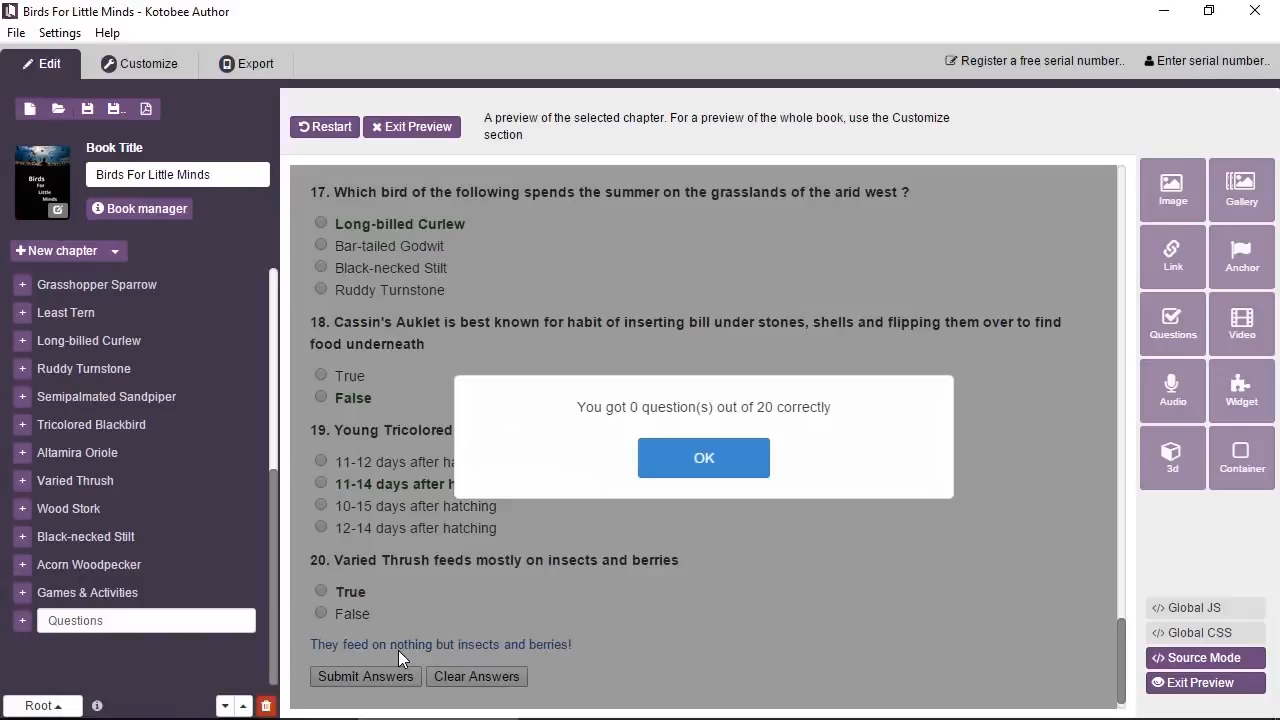 Birds For Little Minds - Kotobee Author
File Settings Help
Edit Customize Export
Register a free serial number.. Enter serial number..
Book Title
Birds
For
Little
Minds
Birds For Little Minds
Book manager
New chapter
Grasshopper Sparrow
Least Tern
Long-billed Curlew
Ruddy Turnstone
Semipalmated Sandpiper
Tricolored Blackbird
Altamira Oriole
Varied Thrush
Wood Stork
Black-necked Stilt
Acorn Woodpecker
Games & Activities
Questions
Root
Restart Exit Preview
A preview of the selected chapter. For a preview of the whole book, use the Customize
section
17. Which bird of the following spends the summer on the grasslands of the arid west ?
Long-billed Curlew
Bar-tailed Godwit
Black-necked Stilt
Ruddy Turnstone
18. Cassin's Auklet is best known for habit of inserting bill under stones, shells and flipping them over to find
food underneath
True
False
19. Young Tricolored
11-12 days after ha
11-14 days after h
10-15 days after hatching
12-14 days after hatching
20. Varied Thrush feeds mostly on insects and berries
True
False
They feed on nothing but insects and berries!
Submit Answers Clear Answers
You got 0 question(s) out of 20 correctly
OK
Image Gallery
Link Anchor
Questions Video
Audio Widget
3d Container
</> Global JS
</> Global CSS
</> Source Mode
Exit Preview